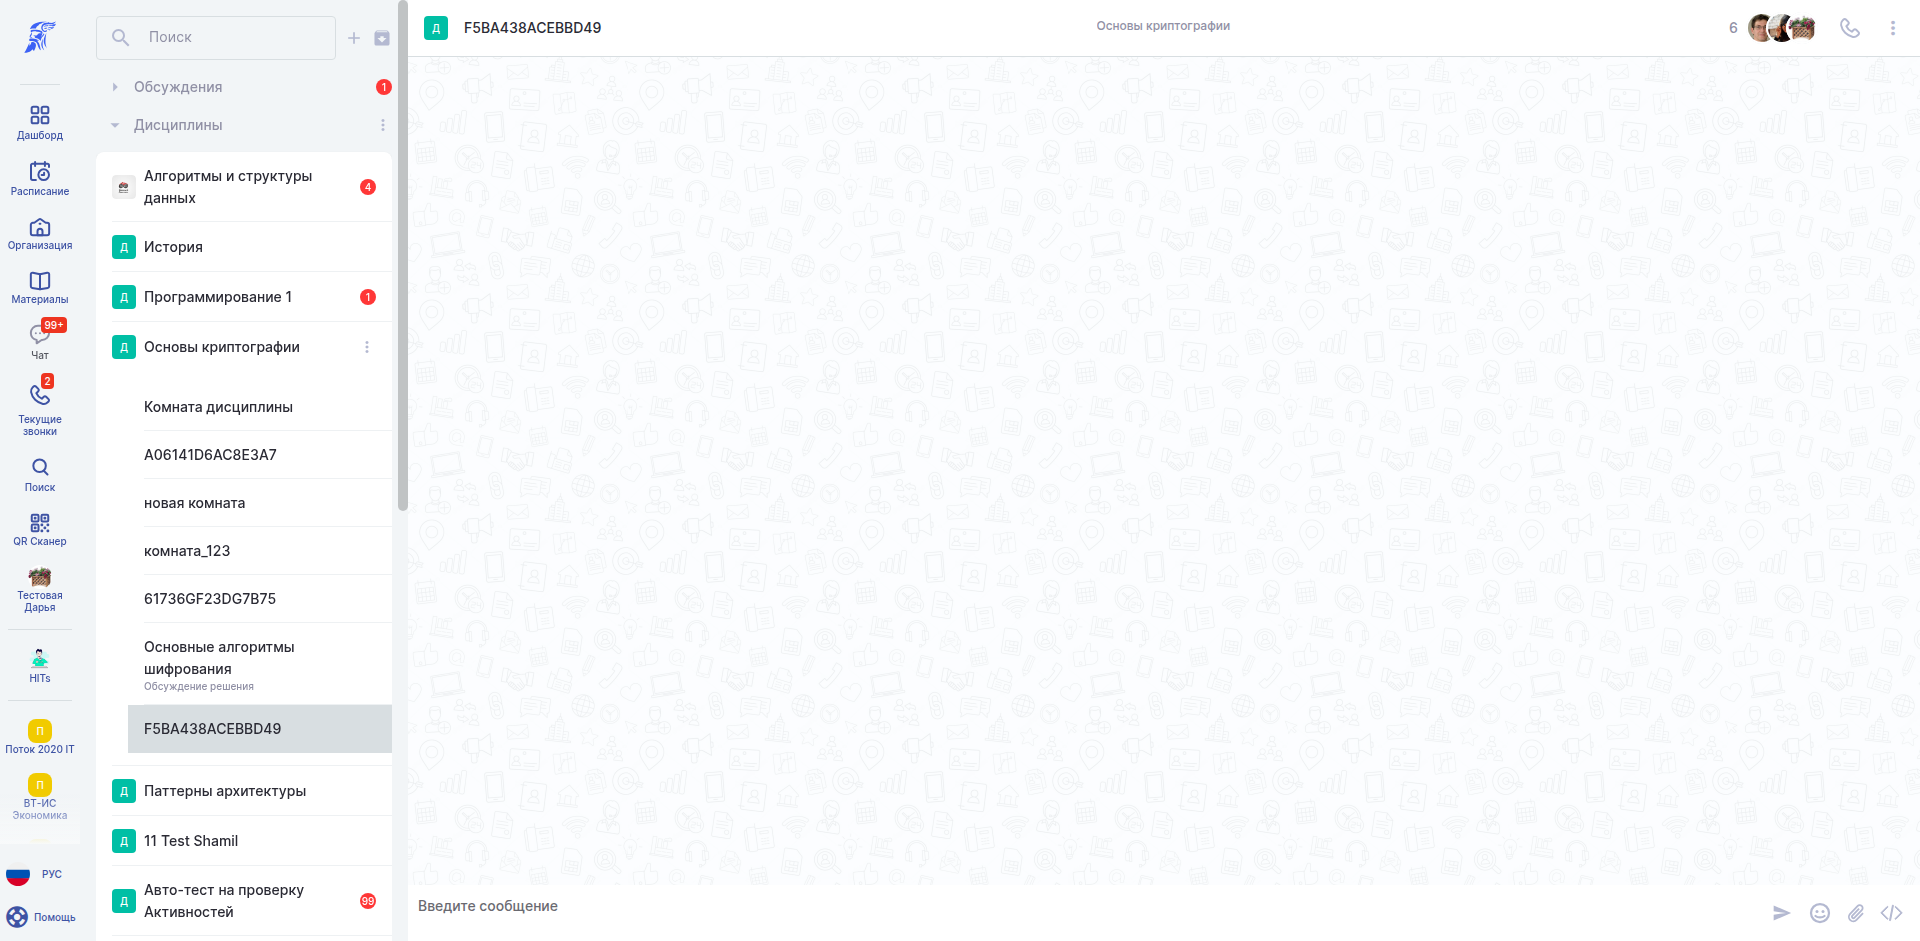 Дашборд
Расписание
Организация
Материалы
99+
Чат
2
Текущие
звонки
Поиск
QR Сканер
Тестовая
Дарья
HITs
П
Поток 2020 IT
П
ВТ-ИС
Экономика
РУС
Помощь
Поиск
Обсуждения
1
Дисциплины
Алгоритмы и структуры
данных
4
Д
История
Д
Программирование 1
1
Д
Основы криптографии
Комната дисциплины
A06141D6AC8E3A7
новая комната
комната_123
61736GF23DG7B75
Основные алгоритмы
шифрования
Обсуждение решения
F5BA438ACEBBD49
Д
Паттерны архитектуры
Д
11 Test Shamil
Д
Авто-тест на проверку
Активностей
99
Д
F5BA438ACEBBD49
Основы криптографии
6
Введите сообщение